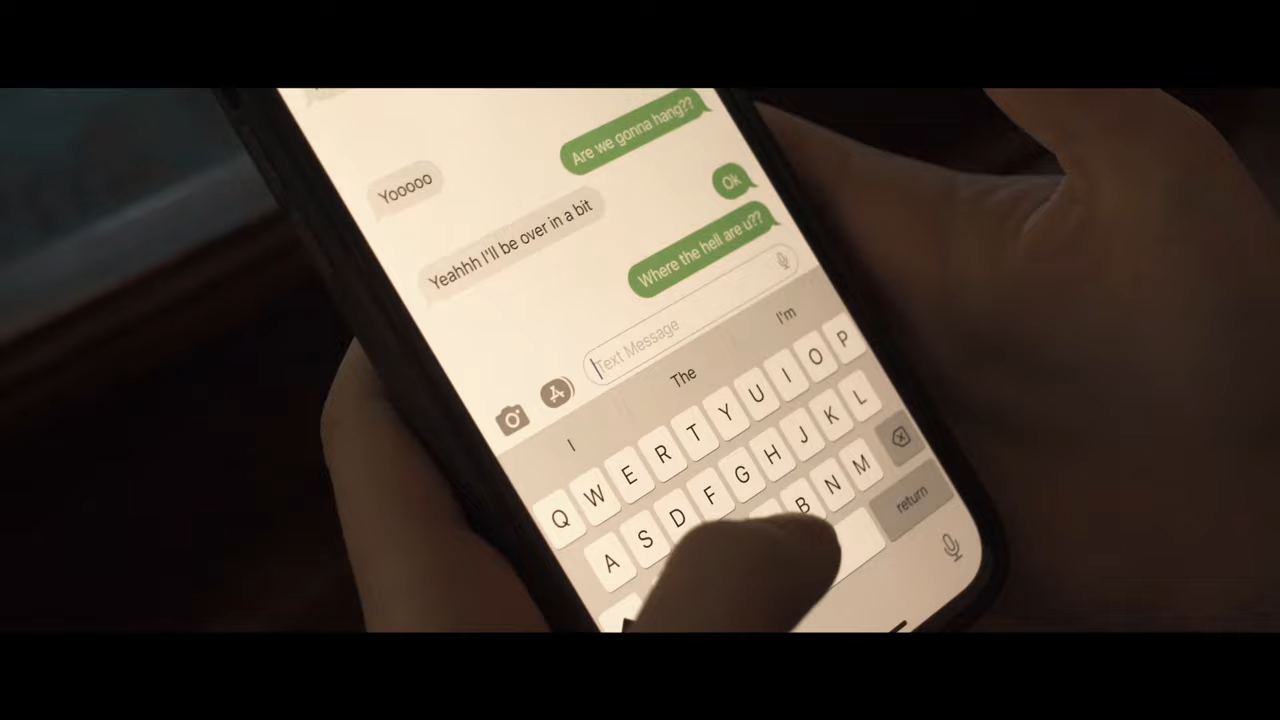 Are we gonna hang??
Yooooo
Ok
Yeahhh I'll be over in a bit
Where the hell are u??
Text Message
I
The
I'm
Q W E R T Y U I O P
A S D F G H J K L
B N M
return